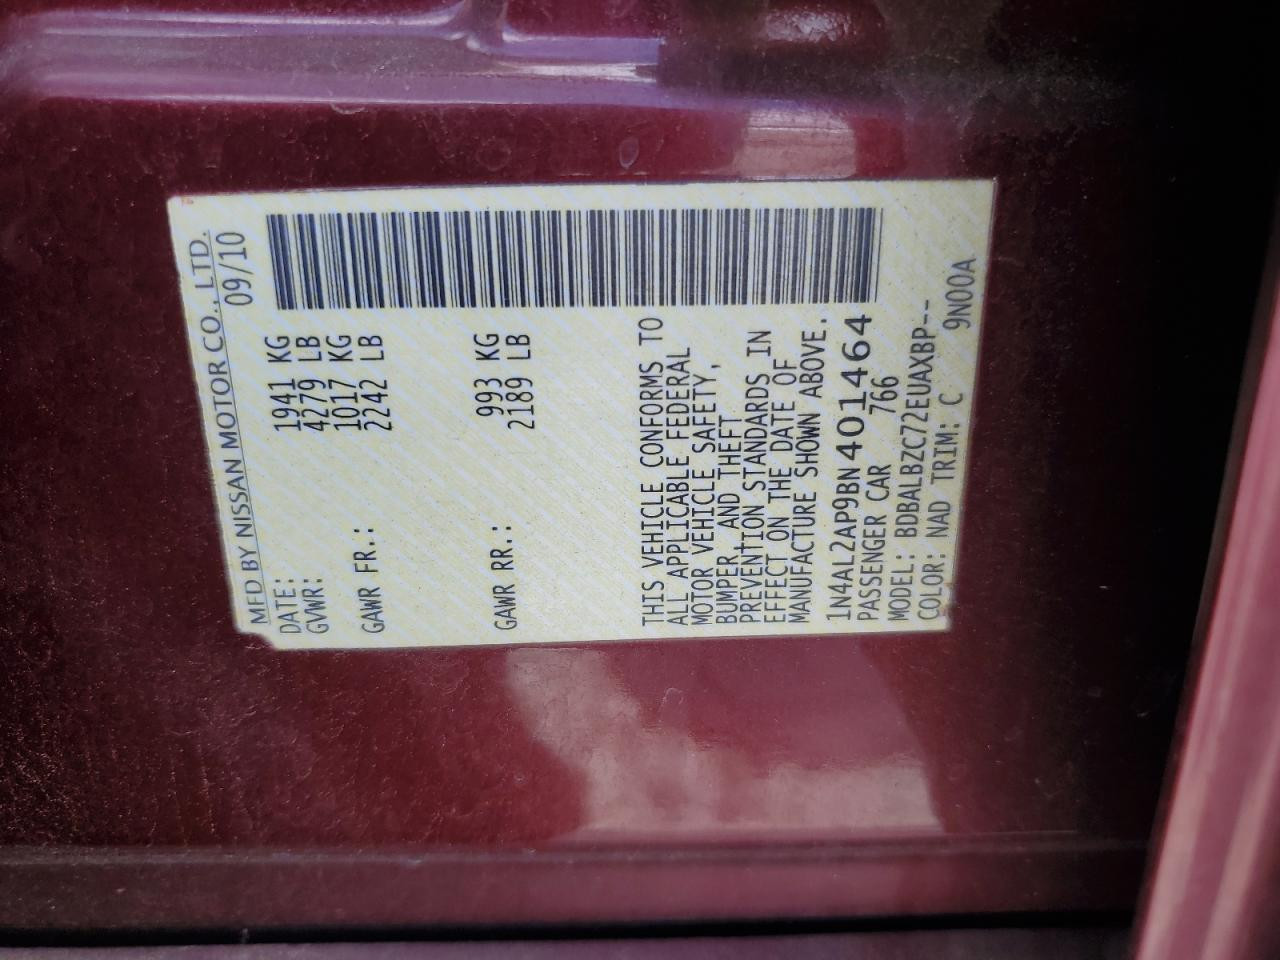 MFD BY NISSAN MOTOR CO., LTD.
DATE: 09/10
GVWR: 1941 KG
4279 LB
GAWR FR.: 1017 KG
2242 LB
GAWR RR.: 993 KG
2189 LB
THIS VEHICLE CONFORMS TO
ALL APPLICABLE FEDERAL
MOTOR VEHICLE SAFETY,
BUMPER AND THEFT
PREVENTION STANDARDS IN
EFFECT ON THE DATE OF
MANUFACTURE SHOWN ABOVE.
1N4AL2AP9BN401464
PASSENGER CAR 766
MODEL: BDBALBZC72EUAXBP--
COLOR: NAD TRIM: C 9N00A